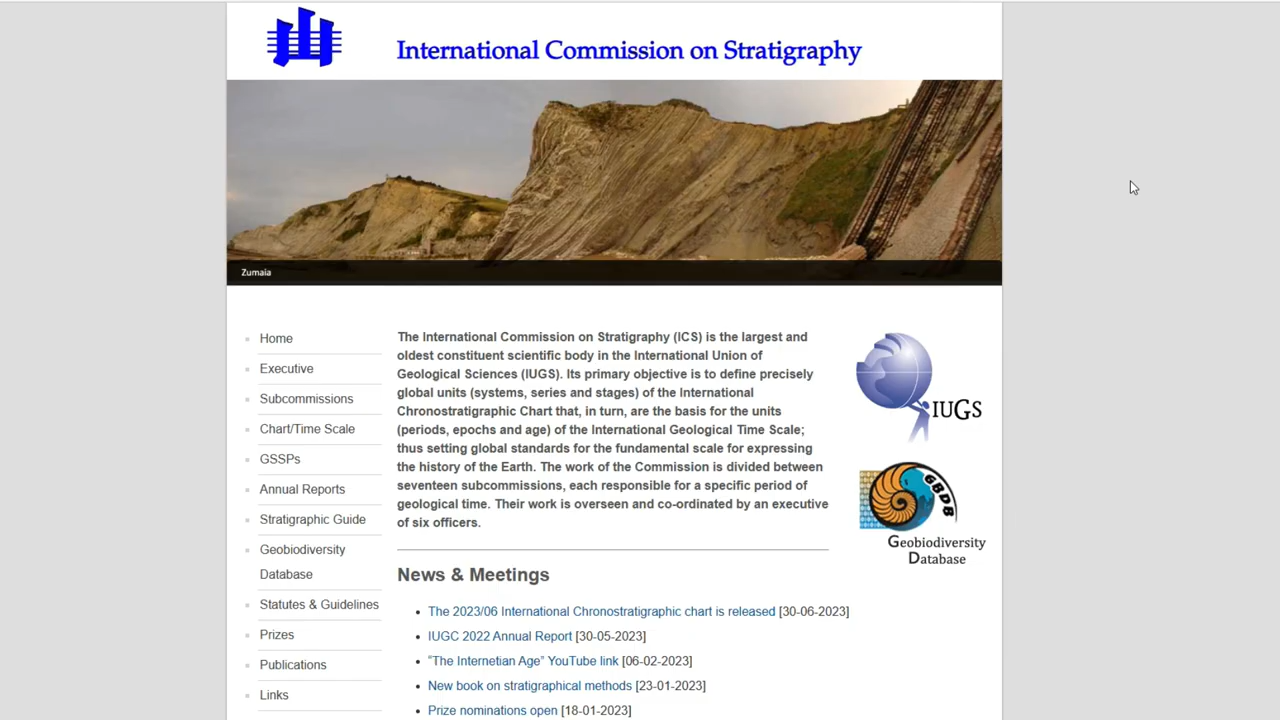 International Commission on Stratigraphy
Zumaia
Home
Executive
Subcommissions
Chart/Time Scale
GSSPs
Annual Reports
Stratigraphic Guide
Geobiodiversity
Database
Statutes & Guidelines
Prizes
Publications
Links
The International Commission on Stratigraphy (ICS) is the largest and
oldest constituent scientific body in the International Union of
Geological Sciences (IUGS). Its primary objective is to define precisely
global units (systems, series and stages) of the International
Chronostratigraphic Chart that, in turn, are the basis for the units
(periods, epochs and age) of the International Geological Time Scale;
thus setting global standards for the fundamental scale for expressing
the history of the Earth. The work of the Commission is divided between
seventeen subcommissions, each responsible for a specific period of
geological time. Their work is overseen and co-ordinated by an executive
of six officers.
News & Meetings
The 2023/06 International Chronostratigraphic chart is released [30-06-2023]
IUGC 2022 Annual Report [30-05-2023]
“The Internetian Age” YouTube link [06-02-2023]
New book on stratigraphical methods [23-01-2023]
Prize nominations open [18-01-2023]
IUGS
GBDB
Geobiodiversity
Database